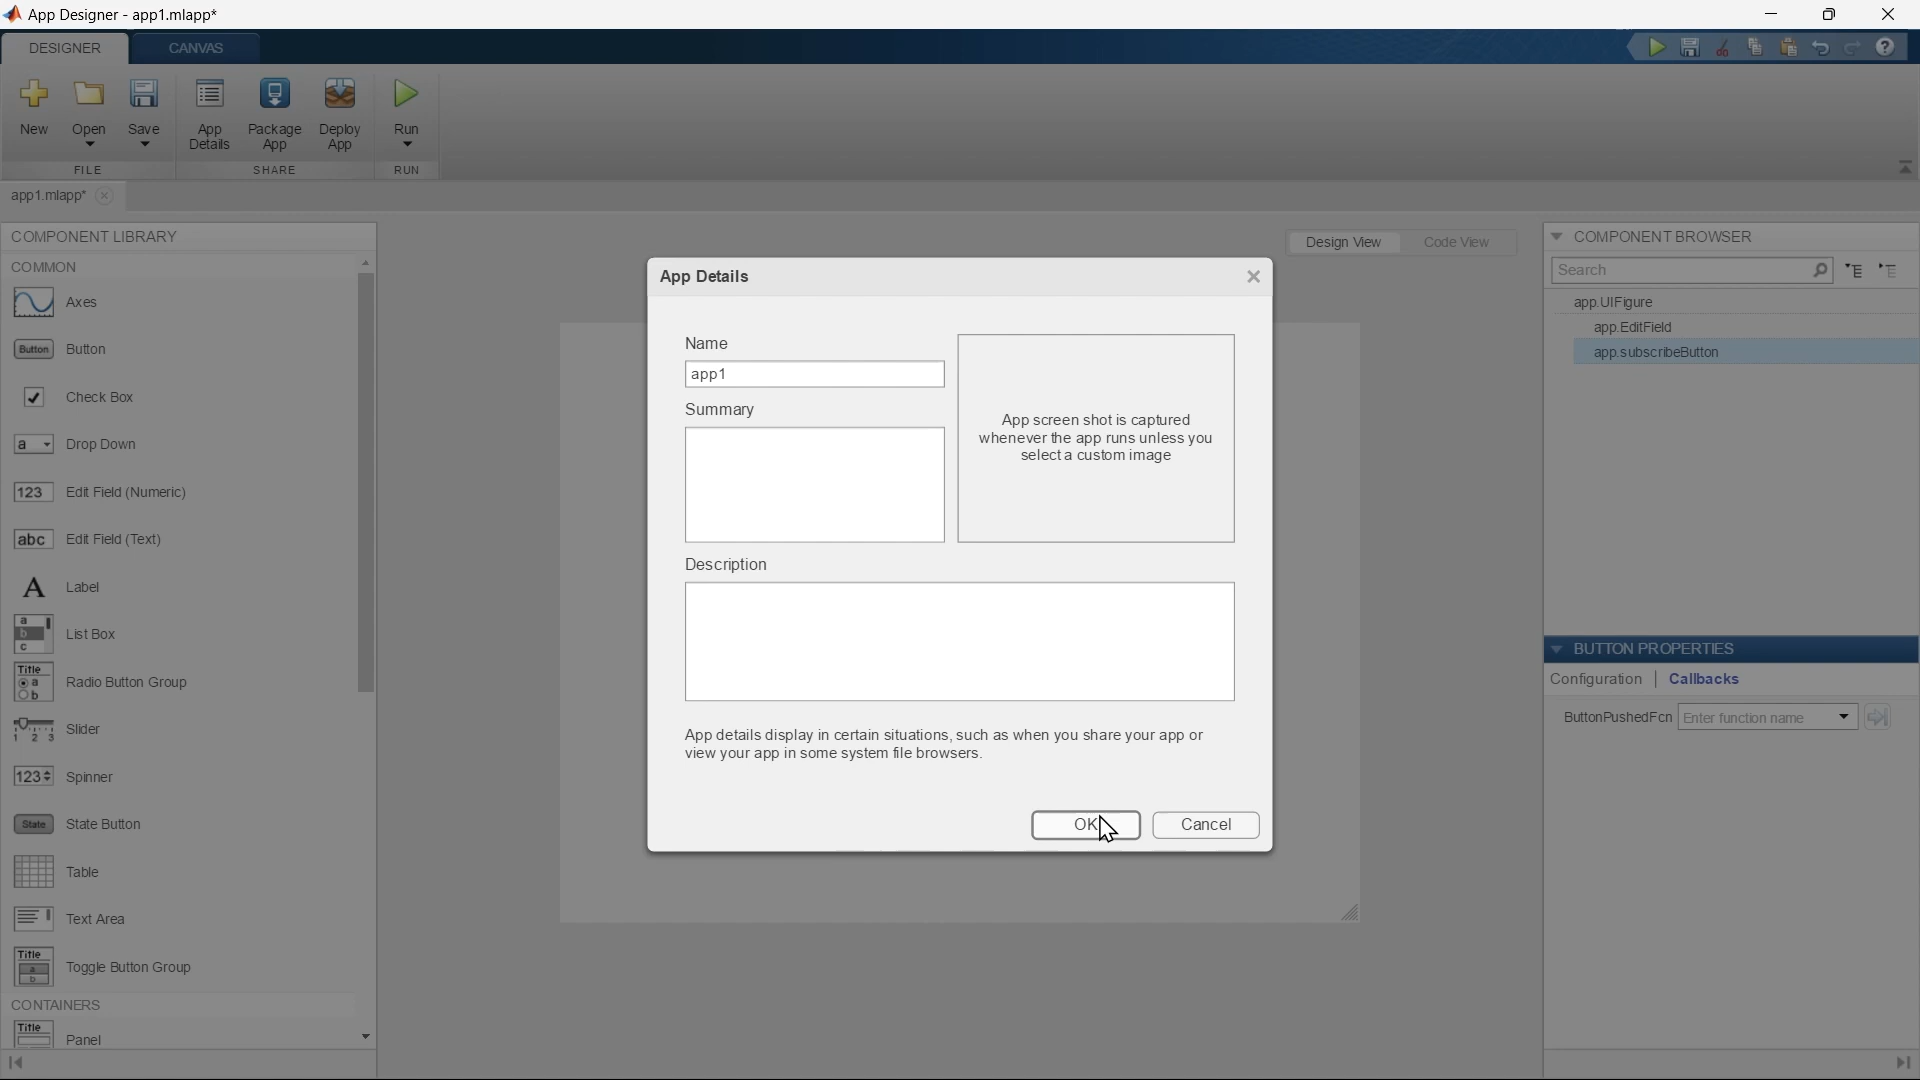 App Designer - app1.mlapp*
DESIGNER
CANVAS
New
Open
Save
App
Details
Package
App
Deploy
App
Run
FILE
SHARE
RUN
app1.mlapp*
COMPONENT LIBRARY
COMMON
Axes
Button Button
Check Box
a Drop Down
123 Edit Field (Numeric)
abc Edit Field (Text)
A Label
a
b
c
List Box
Title
a
b
Radio Button Group
1 2 3
Slider
123 Spinner
State State Button
Table
Text Area
Title
a
b
Toggle Button Group
CONTAINERS
Title
Panel
Design View
Code View
App Details
Name
app1
Summary
App screen shot is captured
whenever the app runs unless you
select a custom image
Description
App details display in certain situations, such as when you share your app or
view your app in some system file browsers.
OK
Cancel
COMPONENT BROWSER
Search
app.UIFigure
app.EditField
app.subscribeButton
BUTTON PROPERTIES
Configuration | Callbacks
ButtonPushedFcn Enter function name